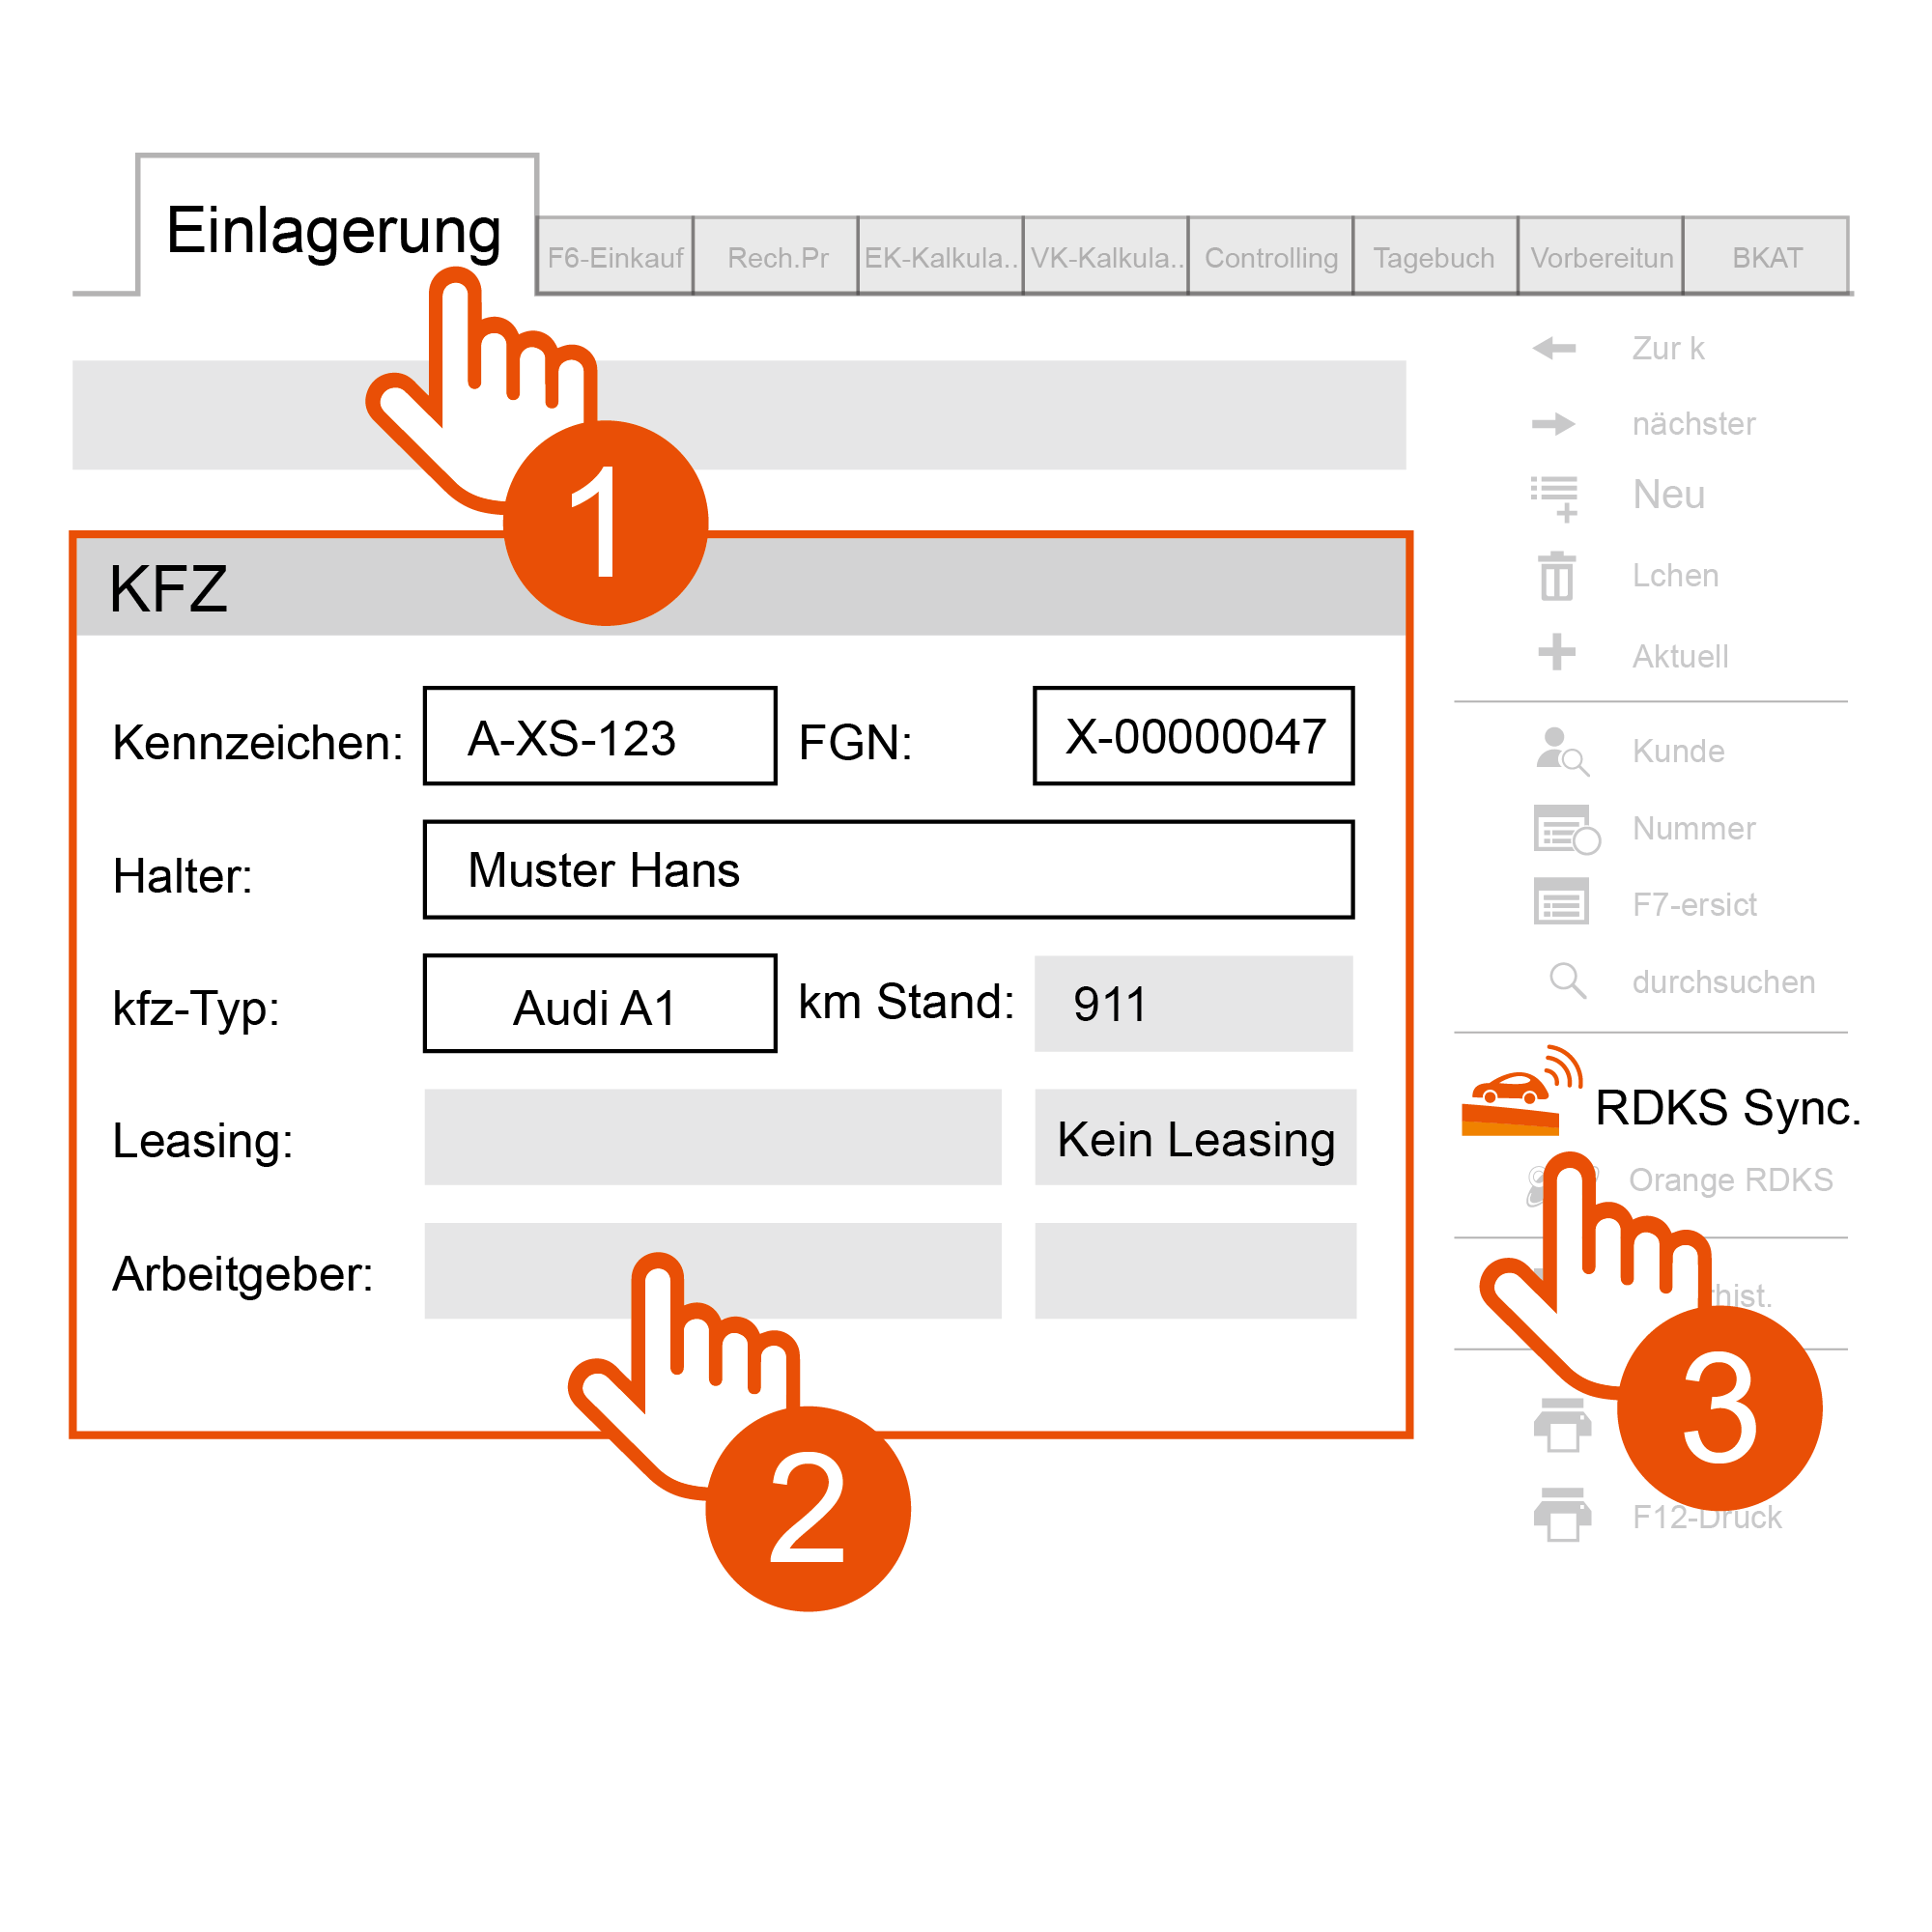 Einlagerung
F6-Einkauf Rech.Pr EK-Kalkula.. VK-Kalkula.. Controlling Tagebuch Vorbereitun BKAT
Zur k
nächster
1
Neu
KFZ
Lchen
Aktuell
Kennzeichen: A-XS-123 FGN: X-00000047
Kunde
Nummer
Halter: Muster Hans
F7-ersict
durchsuchen
kfz-Typ: Audi A1 km Stand: 911
RDKS Sync.
Leasing: Kein Leasing
Orange RDKS
Arbeitgeber:
hist.
3
2
F12-Druck